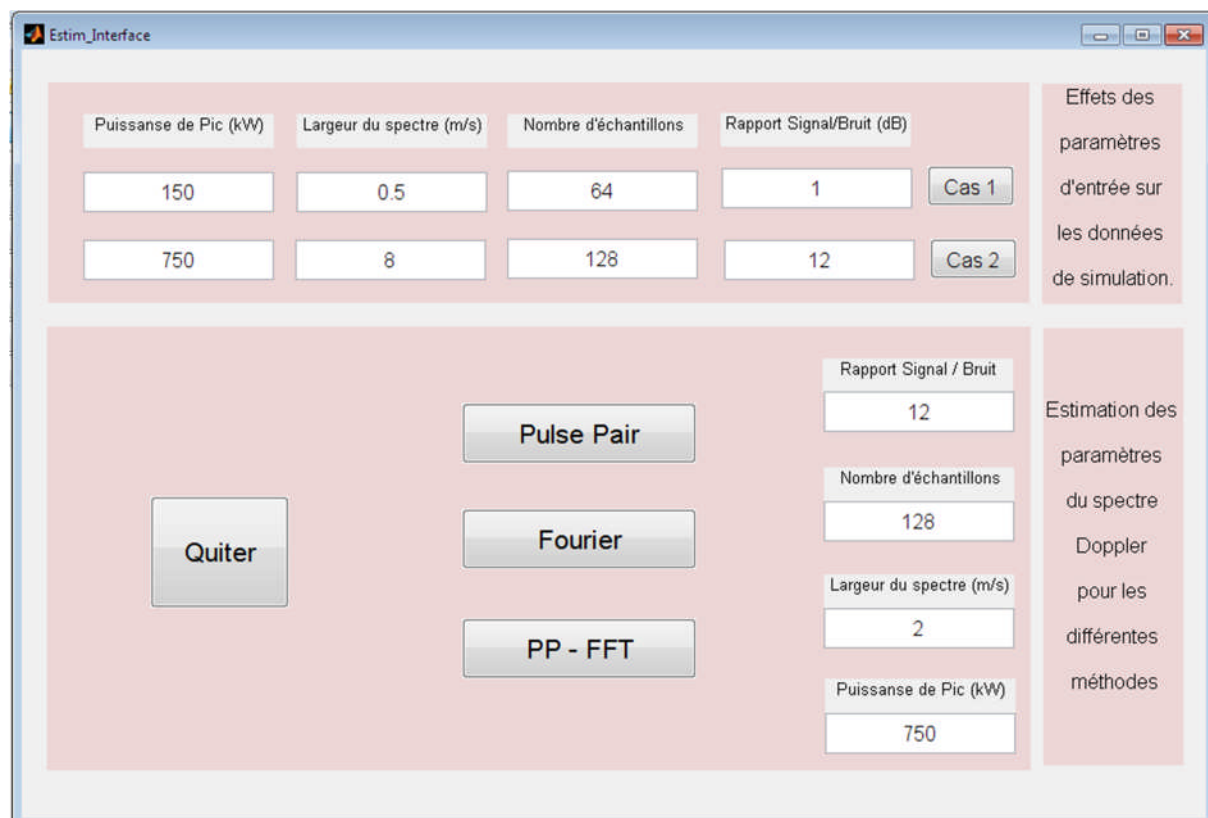 Estim_Interface
Puissanse de Pic (kW)
Largeur du spectre (m/s)
Nombre d'échantillons
Rapport Signal/Bruit (dB)
150
0.5
64
1
Cas 1
750
8
128
12
Cas 2
Effets des
paramètres
d'entrée sur
les données
de simulation.
Quiter
Pulse Pair
Fourier
PP - FFT
Rapport Signal / Bruit
12
Nombre d'échantillons
128
Largeur du spectre (m/s)
2
Puissanse de Pic (kW)
750
Estimation des
paramètres
du spectre
Doppler
pour les
différentes
méthodes